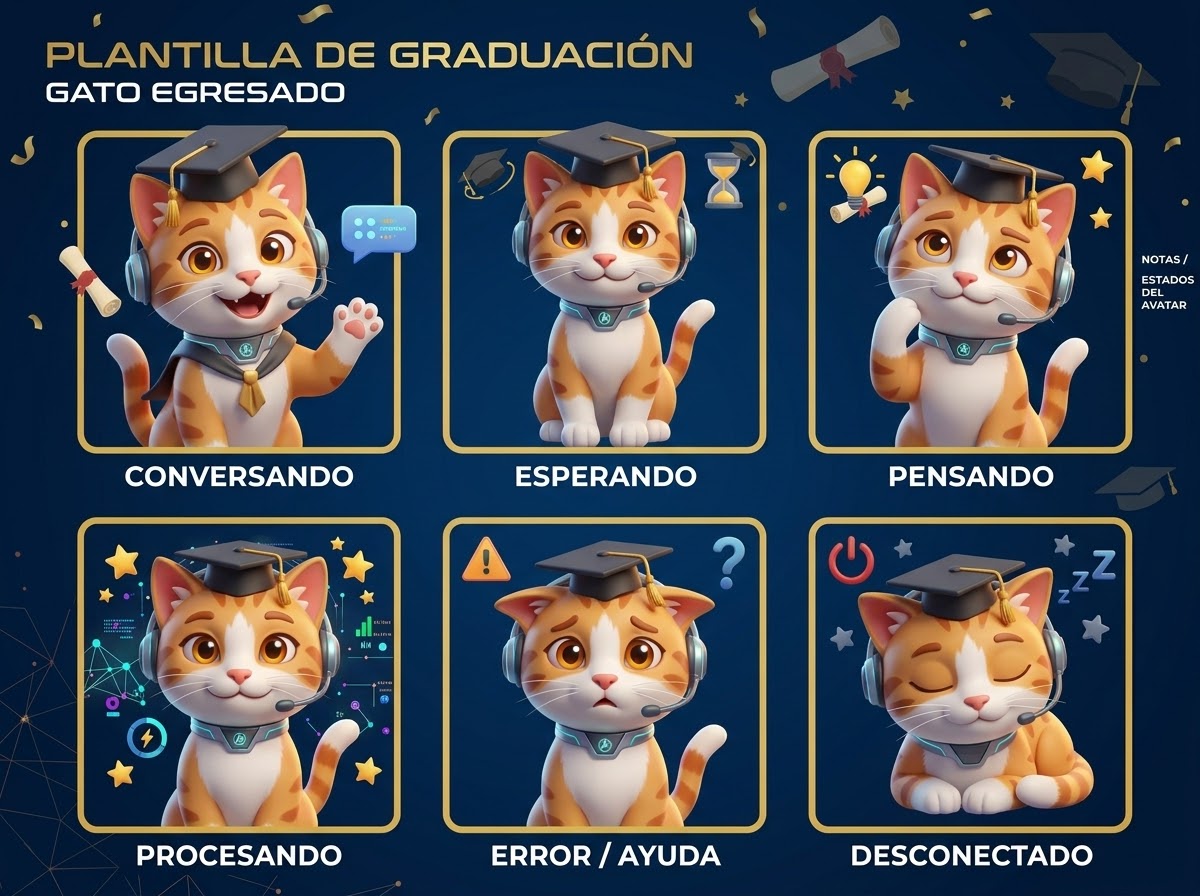 PLANTILLA DE GRADUACIÓN
GATO EGRESADO
NOTAS /
ESTADOS
DEL
AVATAR
CONVERSANDO
ESPERANDO
PENSANDO
PROCESANDO
ERROR / AYUDA
DESCONECTADO
?
z z Z